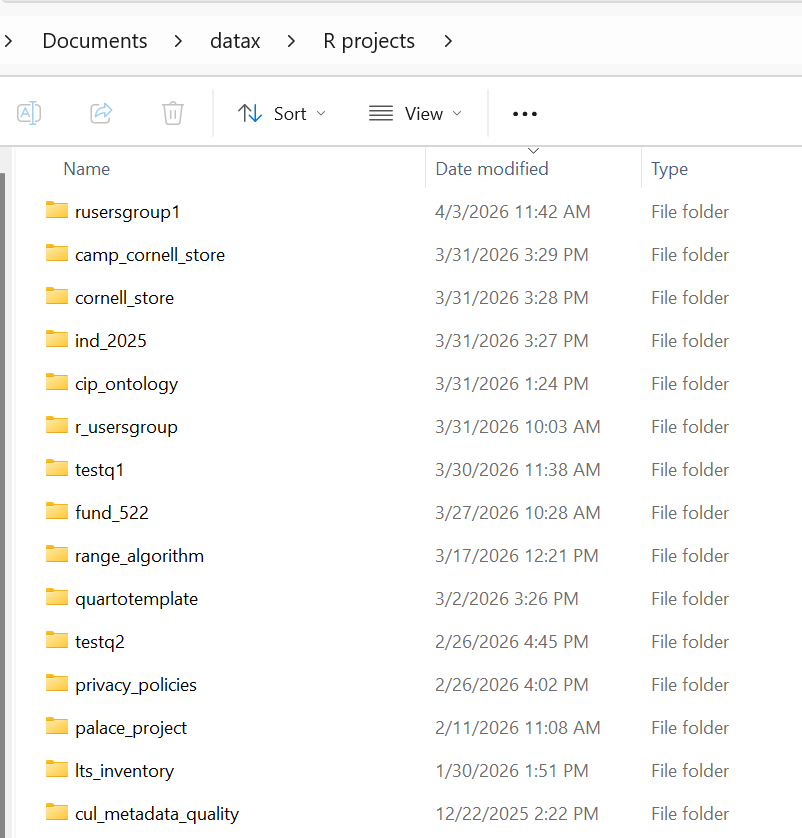 Documents > datax > R projects >
Sort View ...
Name Date modified Type
rusersgroup1 4/3/2026 11:42 AM File folder
camp_cornell_store 3/31/2026 3:29 PM File folder
cornell_store 3/31/2026 3:28 PM File folder
ind_2025 3/31/2026 3:27 PM File folder
cip_ontology 3/31/2026 1:24 PM File folder
r_usersgroup 3/31/2026 10:03 AM File folder
testq1 3/30/2026 11:38 AM File folder
fund_522 3/27/2026 10:28 AM File folder
range_algorithm 3/17/2026 12:21 PM File folder
quartotemplate 3/2/2026 3:26 PM File folder
testq2 2/26/2026 4:45 PM File folder
privacy_policies 2/26/2026 4:02 PM File folder
palace_project 2/11/2026 11:08 AM File folder
lts_inventory 1/30/2026 1:51 PM File folder
cul_metadata_quality 12/22/2025 2:22 PM File folder